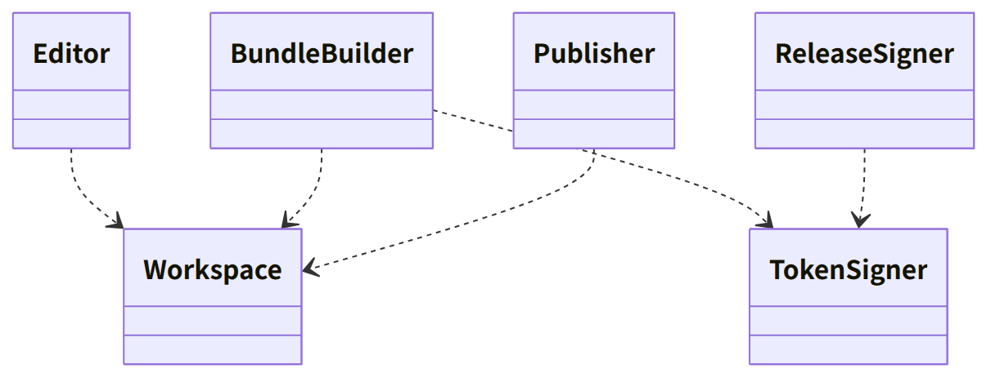 Editor
BundleBuilder
Publisher
ReleaseSigner
Workspace
TokenSigner